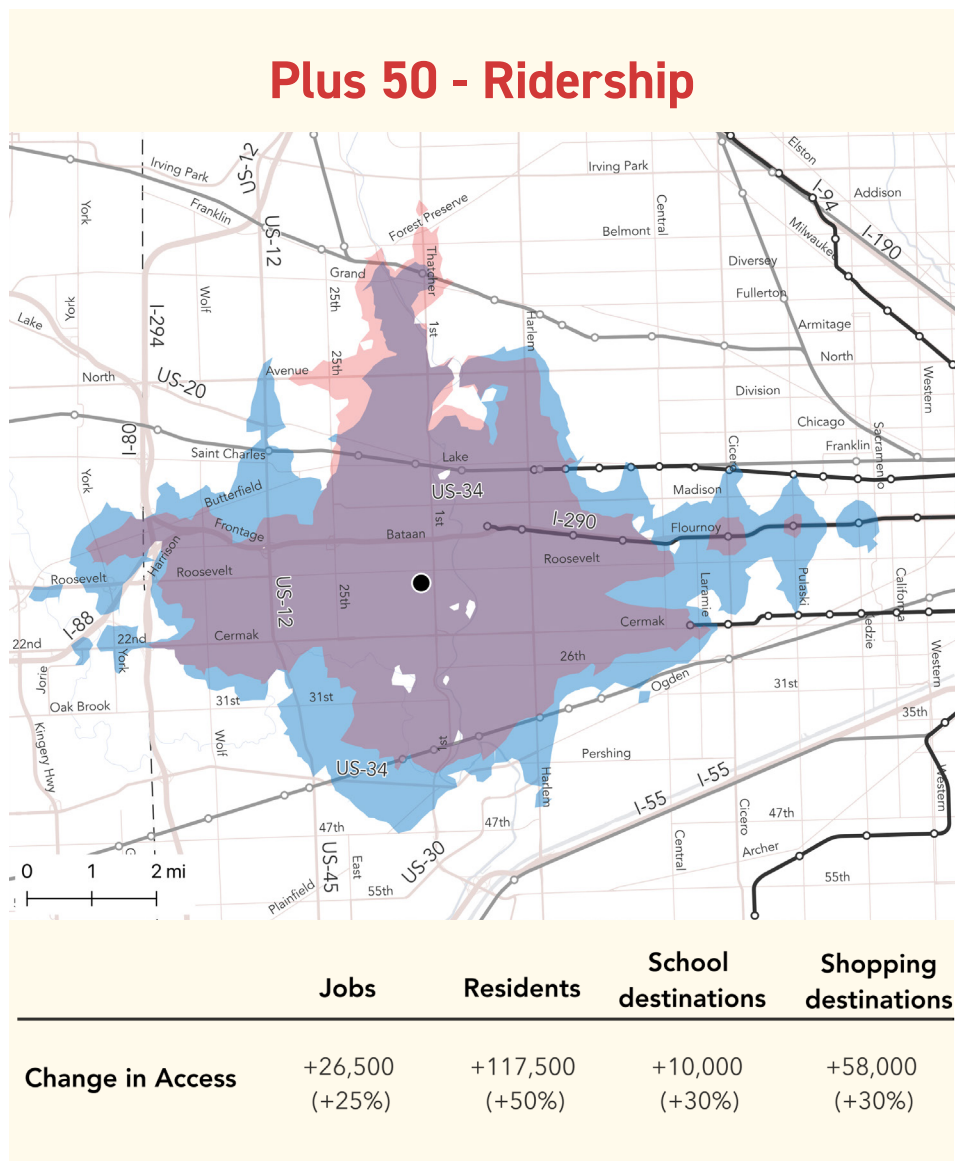 Plus 50 - Ridership
Elston
Irving Park
Irving Park
US-12
I-94
Addison
York
Franklin
Forest Preserve
Central
Belmont
Milwaukee
I-190
US-12
Thatcher
Diversey
Grand
25th
Fullerton
York
Wolf
I-294
Lake
1st
Harlem
Armitage
North
25th
Avenue
North
US-20
Division
Western
Chicago
I-80
Sacramento
Cicero
Franklin
Saint Charles
Lake
York
Butterfield
US-34
Madison
1st
I-290
Frontage
Bataan
Flournoy
Harrison
Roosevelt
Roosevelt
Roosevelt
US-12
25th
Laramie
Pulaski
California
I-88
22nd
22nd
Cermak
Cermak
Kedzie
York
26th
Western
Jorie
Ogden
31st
31st
31st
Oak Brook
35th
Kingery Hwy
Wolf
1st
Pershing
US-34
Harlem
I-55
I-55
Western
47th
47th
47th
Cicero
Central
US-45
East
US-30
Archer
55th
55th
Plainfield
0 1 2 mi
Jobs
Residents
School
destinations
Shopping
destinations
Change in Access
+26,500
(+25%)
+117,500
(+50%)
+10,000
(+30%)
+58,000
(+30%)